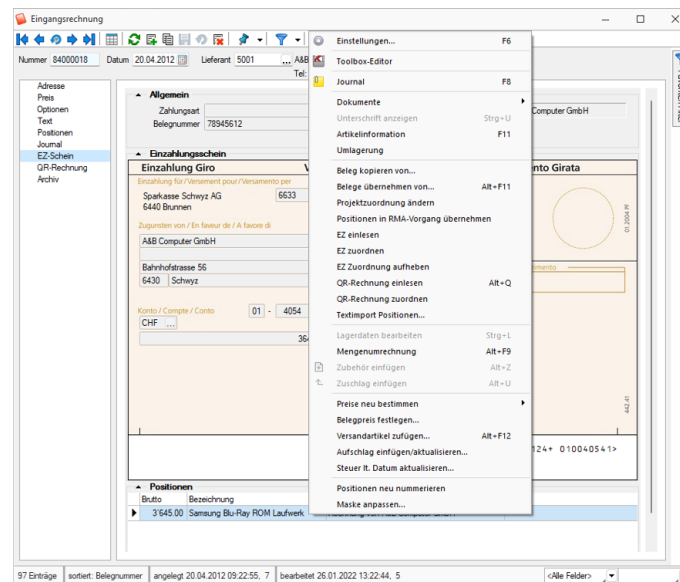 Eingangsrechnung
Nummer 84000018 Datum 20.04.2012 Lieferant 5001 ... A&B
Tel:
Adresse
Preis
Optionen
Text
Positionen
Journal
EZ-Schein
QR-Rechnung
Archiv
Allgemein
Zahlungsart
Computer GmbH
Belegnummer 78945612
Einzahlungsschein
Einzahlung Giro V
nto Girata
Einzahlung für / Versement pour / Versamento per
Sparkasse Schwyz AG 6633
6440 Brunnen
Zugunsten von / En faveur de / A favore di
A&B Computer GmbH
Bahnhofstrasse 56
6430 Schwyz
Konto / Compte / Conto 01 - 4054
CHF ...
364
01.2004 PF
imento
442.41
124+ 010040541>
Einstellungen... F6
Toolbox-Editor
Journal F8
Dokumente
Unterschrift anzeigen Strg+U
Artikelinformation F11
Umlagerung
Beleg kopieren von...
Belege übernehmen von... Alt+F11
Projektzuordnung ändern
Positionen in RMA-Vorgang übernehmen
EZ einlesen
EZ zuordnen
EZ Zuordnung aufheben
QR-Rechnung einlesen Alt+Q
QR-Rechnung zuordnen
Textimport Positionen...
Lagerdaten bearbeiten Strg+L
Mengenumrechnung Alt+F9
Zubehör einfügen Alt+Z
Zuschlag einfügen Alt+U
Preise neu bestimmen
Belegpreis festlegen...
Versandartikel zufügen... Alt+F12
Aufschlag einfügen/aktualisieren...
Steuer lt. Datum aktualisieren...
Positionen neu nummerieren
Maske anpassen...
Positionen
Brutto Bezeichnung
3'645.00 Samsung Blu-Ray ROM Laufwerk
97 Einträge sortiert: Belegnummer angelegt 20.04.2012 09:22:55, 7 bearbeitet 26.01.2022 13:22:44, 5 <Alle Felder>